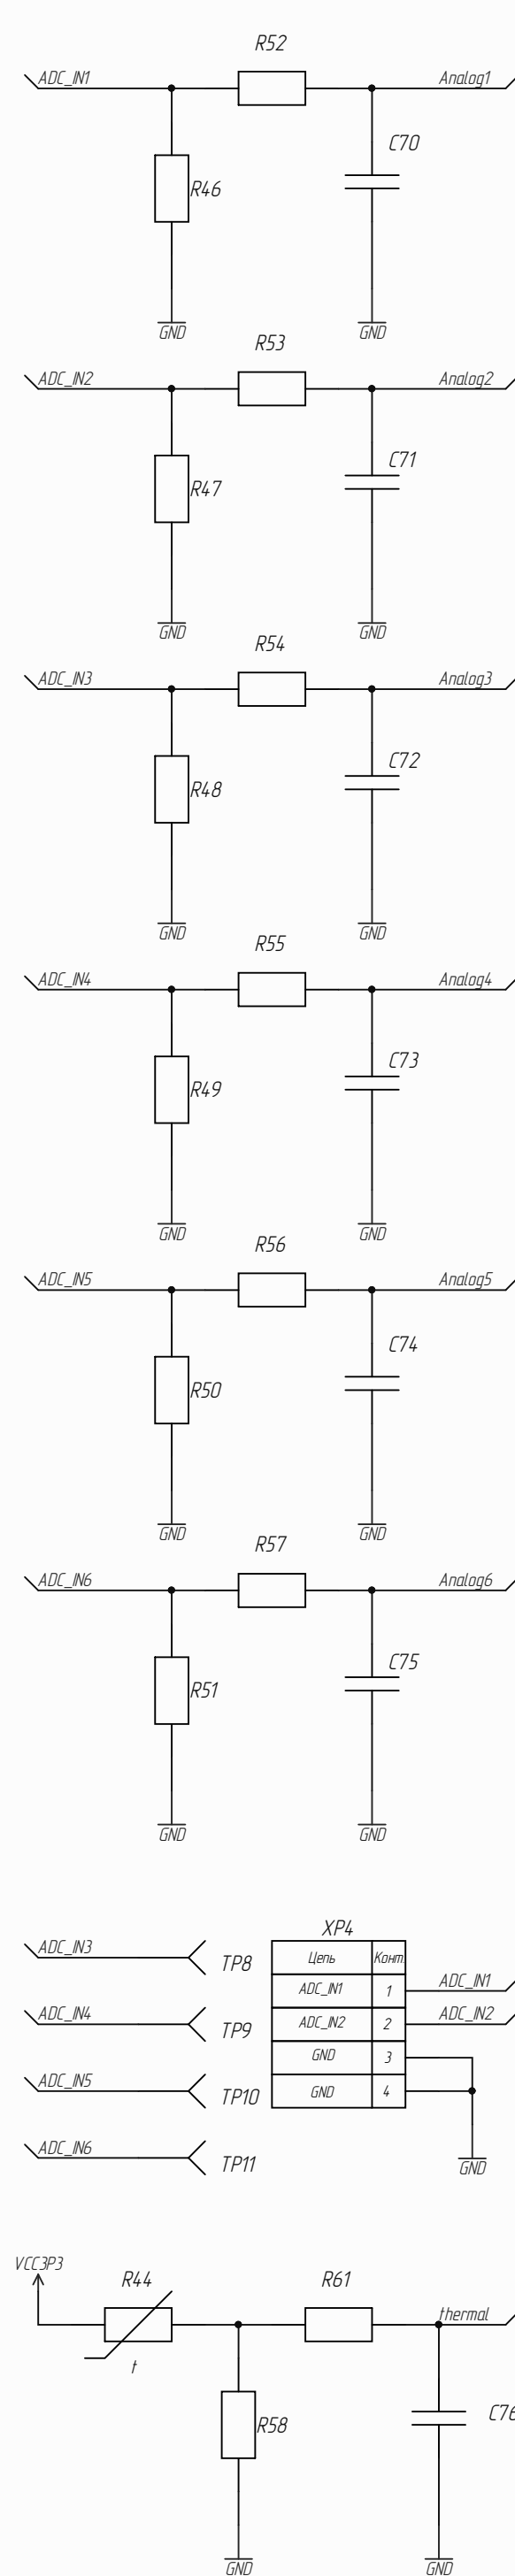 R52
ADC_IN1
Analog1
C70
R46
GND
GND
R53
ADC_IN2
Analog2
C71
R47
GND
GND
R54
ADC_IN3
Analog3
C72
R48
GND
GND
R55
ADC_IN4
Analog4
C73
R49
GND
GND
R56
ADC_IN5
Analog5
C74
R50
GND
GND
R57
ADC_IN6
Analog6
C75
R51
GND
GND
XP4
ADC_IN3
TP8
Цепь
Конт.
ADC_IN1
1
ADC_IN1
ADC_IN4
TP9
ADC_IN2
2
ADC_IN2
GND
3
ADC_IN5
TP10
GND
4
ADC_IN6
TP11
GND
VCC3P3
R44
R61
thermal
t
R58
C76
GND
GND